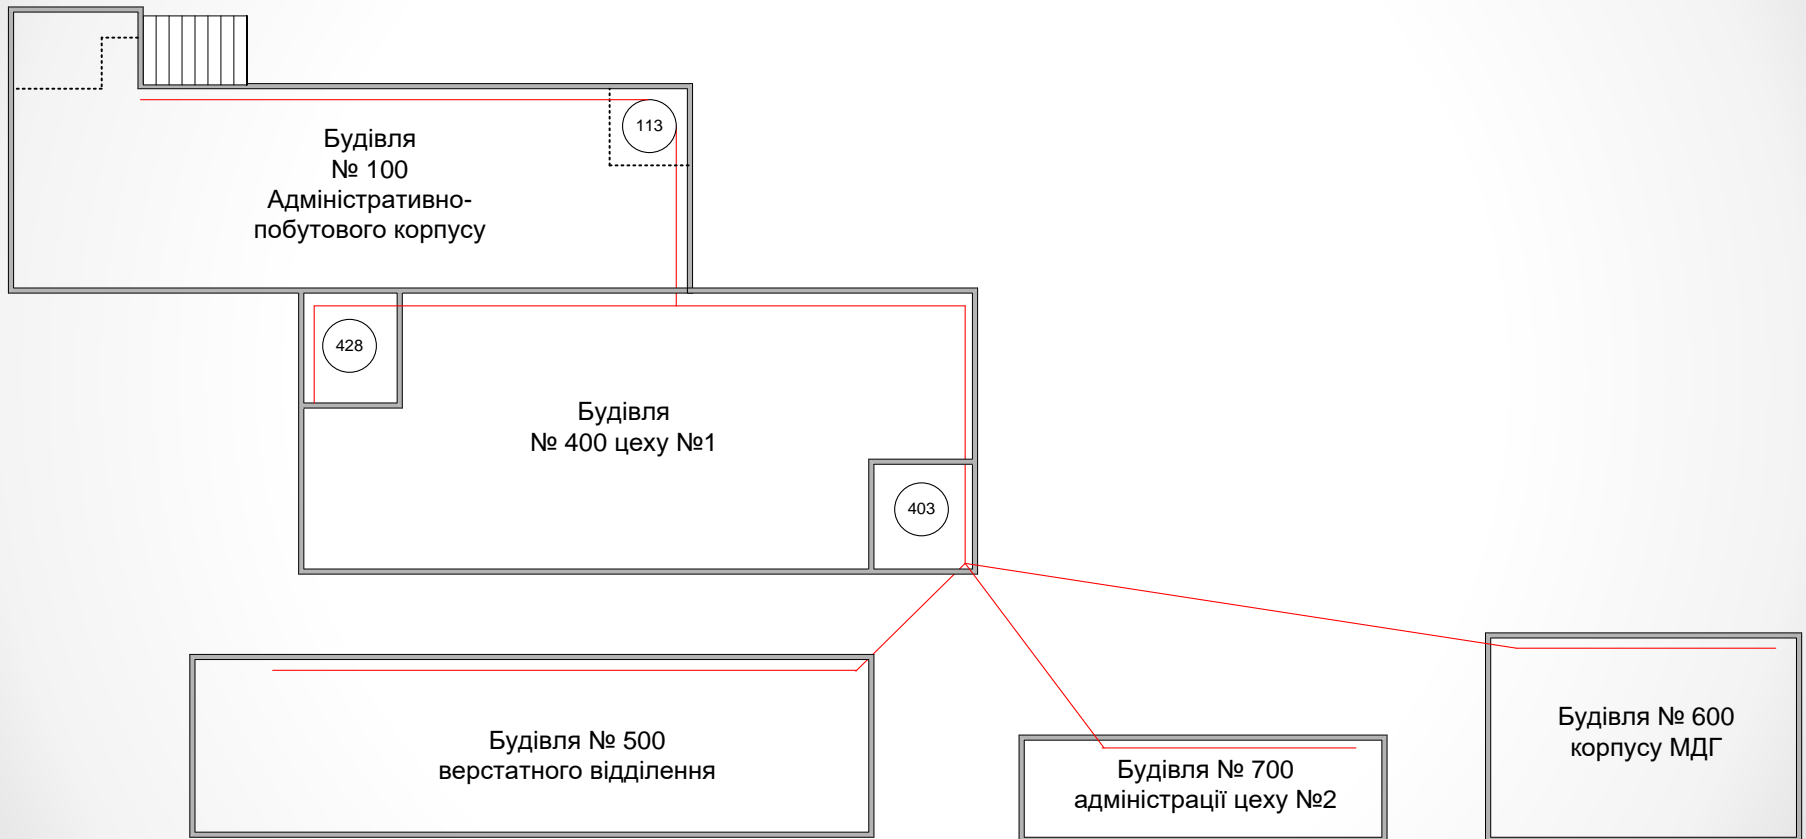 113
Будівля
№ 100
Адміністративно-
побутового корпусу
428
Будівля
№ 400 цеху №1
403
Будівля № 500
верстатного відділення
Будівля № 700
адміністрації цеху №2
Будівля № 600
корпусу МДГ